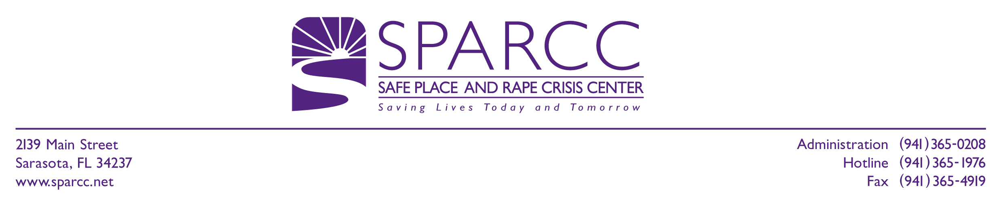 SPARCC
SAFE PLACE AND RAPE CRISIS CENTER
Saving Lives Today and Tomorrow
2139 Main Street
Sarasota, FL 34237
www.sparcc.net
Administration (941) 365-0208
Hotline (941) 365-1976
Fax (941) 365-4919